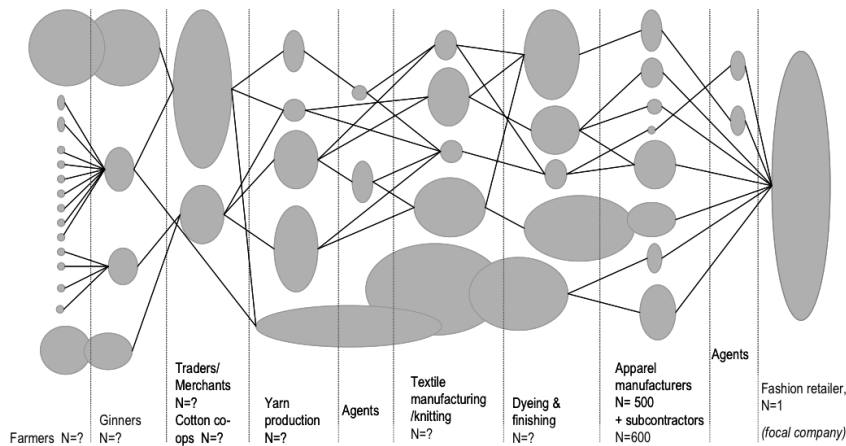 Farmers N=?
Ginners
N=?
Traders/
Merchants
N=?
Cotton co-
ops N=?
Yarn
production
N=?
Agents
Textile
manufacturing
/knitting
N=?
Dyeing &
finishing
N=?
Apparel
manufacturers
N= 500
+ subcontractors
N=600
Agents
Fashion retailer,
N=1
(focal company)